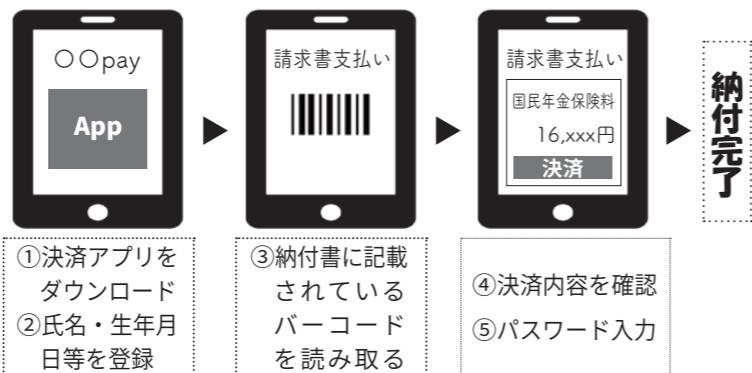 〇〇pay
App
①決済アプリを
ダウンロード
②氏名・生年月
日等を登録
請求書支払い
③納付書に記載
されている
バーコード
を読み取る
請求書支払い
国民年金保険料
16,xxx円
決済
④決済内容を確認
⑤パスワード入力
納付完了